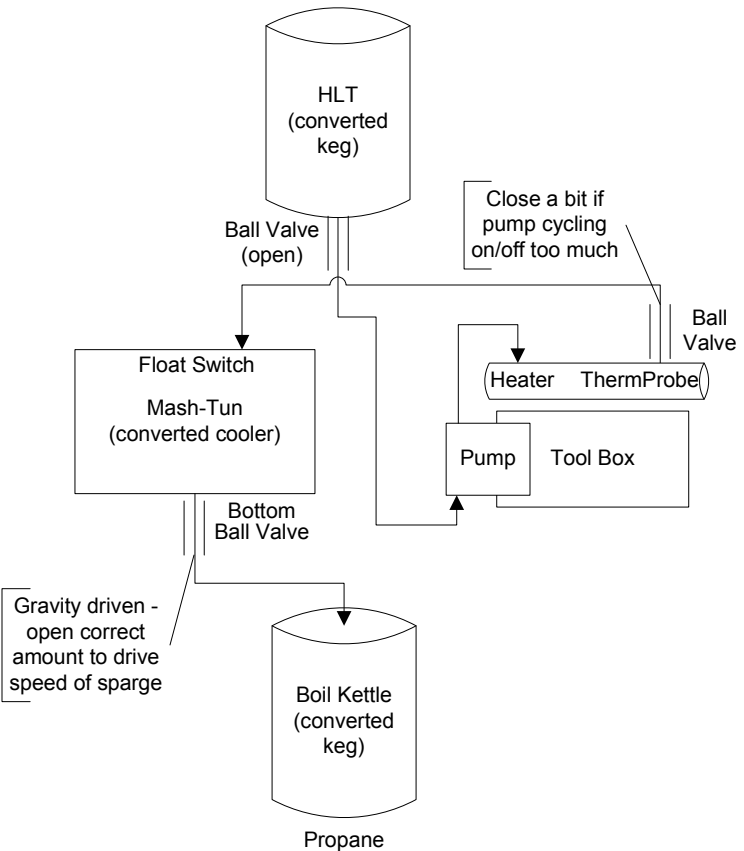 HLT
(converted
keg)
Ball Valve
(open)
Close a bit if
pump cycling
on/off too much
Ball
Valve
Float Switch
Mash-Tun
(converted cooler)
Heater ThermProbe
Pump
Tool Box
Bottom
Ball Valve
Gravity driven -
open correct
amount to drive
speed of sparge
Boil Kettle
(converted
keg)
Propane